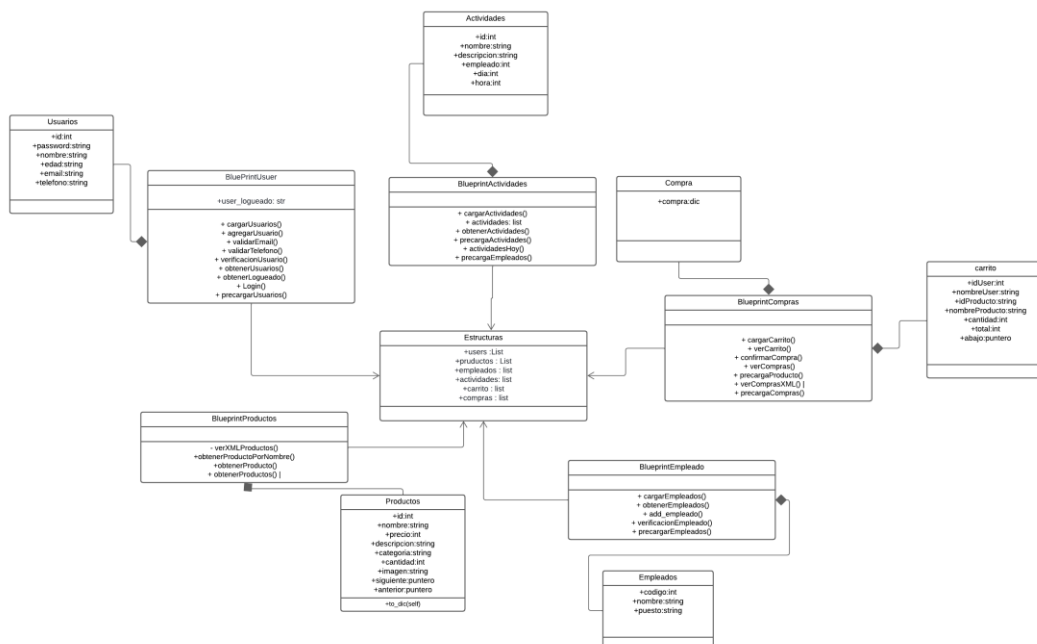 Actividades
+id:int
+nombre:string
+descripcion:string
+empleado:int
+dia:int
+hora:int
Usuarios
+id:int
+password:string
+nombre:string
+edad:string
+email:string
+telefono:string
BluePrintUsuer
+user_logueado: str
+ cargarUsuarios()
+ agregarUsuario()
+ validarEmail()
+ validarTelefono()
+ verificacionUsuario()
+ obtenerUsuarios()
+ obtenerLogueado()
+ Login()
+ precargarUsuarios()
BlueprintActividades
+ cargarActividades()
+ actividades: list
+ obtenerActividades()
+ precargaActividades()
+ actividadesHoy()
+ precargaEmpleados()
Compra
+compra:dic
carrito
+idUser:int
+nombreUser:string
+idProducto:string
+nombreProducto:string
+cantidad:int
+total:int
+abajo:puntero
BlueprintCompras
+ cargarCarrito()
+ verCarrito()
+ confirmarCompra()
+ verCompras()
+ precargaProducto()
+ verComprasXML() |
+ precargaCompras()
Estructuras
+users :List
+pruductos : List
+empleados : list
+actividades: list
+carrito : list
+compras : list
BlueprintProductos
- verXMLProductos()
+obtenerProductoPorNombre()
+obtenerProducto()
+ obtenerProductos() |
Productos
+id:int
+nombre:string
+precio:int
+descripcion:string
+categoria:string
+cantidad:int
+imagen:string
+siguiente:puntero
+anterior:puntero
+to_dic(self)
BlueprintEmpleado
+ cargarEmpleados()
+ obtenerEmpleados()
+ add_empleado()
+ verificacionEmpleado()
+ precargarEmpleados()
Empleados
+codigo:int
+nombre:string
+puesto:string